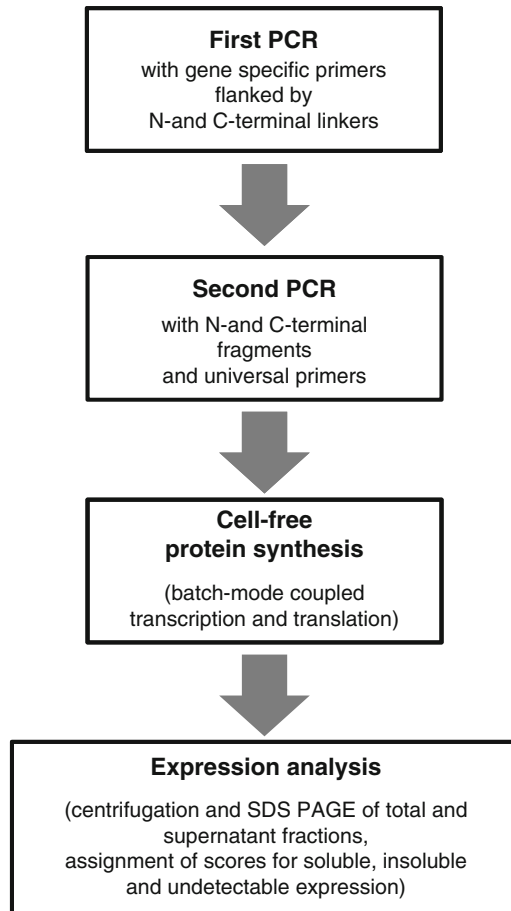 First PCR
with gene specific primers
flanked by
N-and C-terminal linkers
Second PCR
with N-and C-terminal
fragments
and universal primers
Cell-free
protein synthesis
(batch-mode coupled
transcription and translation)
Expression analysis
(centrifugation and SDS PAGE of total and
supernatant fractions,
assignment of scores for soluble, insoluble
and undetectable expression)